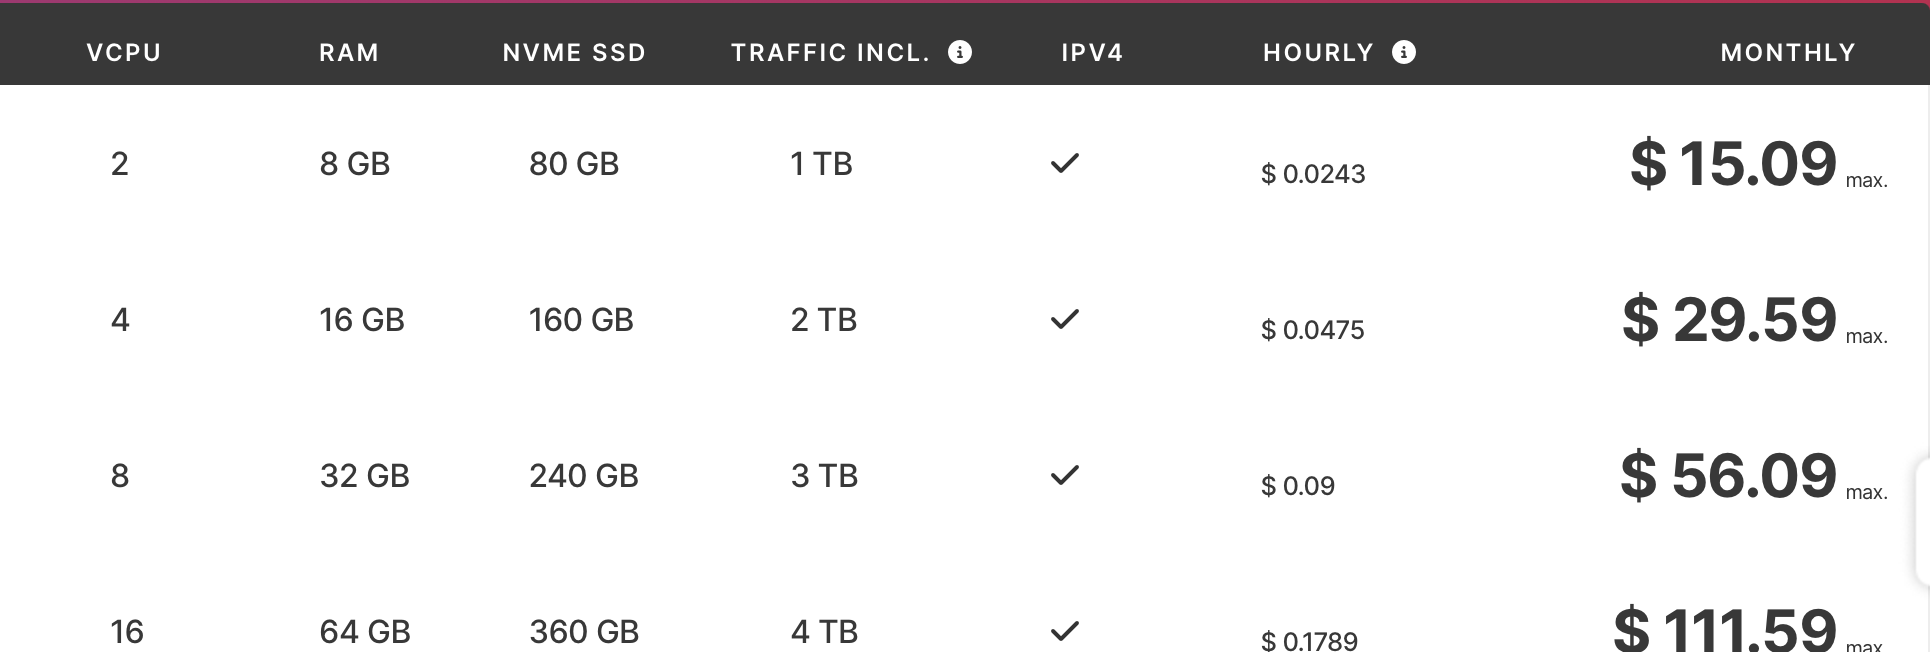 VCPU RAM NVME SSD TRAFFIC INCL. IPV4 HOURLY MONTHLY
2 8 GB 80 GB 1 TB $ 0.0243 $ 15.09 max.
4 16 GB 160 GB 2 TB $ 0.0475 $ 29.59 max.
8 32 GB 240 GB 3 TB $ 0.09 $ 56.09 max.
16 64 GB 360 GB 4 TB $ 0.1789 $ 111.59 max.